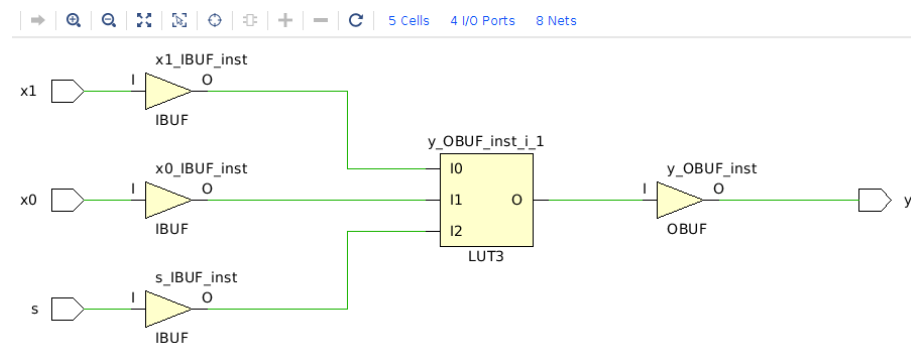 5 Cells 4 I/O Ports 8 Nets
x1_IBUF_inst
x1 I O
IBUF
y_OBUF_inst_i_1
x0_IBUF_inst I0 y_OBUF_inst
x0 I O I1 O I O y
IBUF I2 OBUF
LUT3
s_IBUF_inst
s I O
IBUF